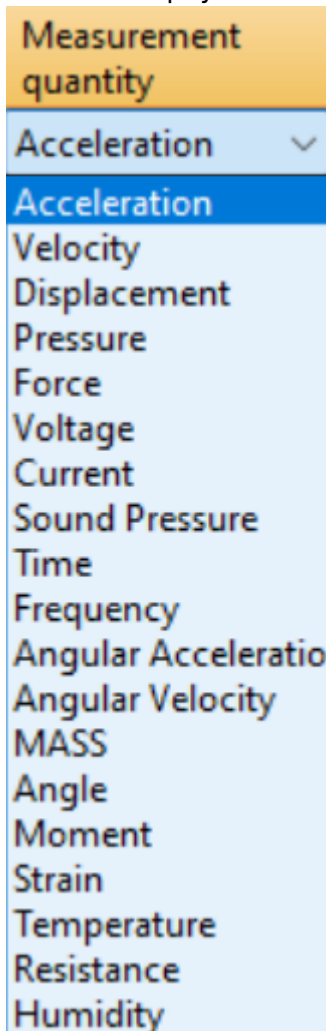 Measurement
quantity
Acceleration
Acceleration
Velocity
Displacement
Pressure
Force
Voltage
Current
Sound Pressure
Time
Frequency
Angular Acceleratio
Angular Velocity
MASS
Angle
Moment
Strain
Temperature
Resistance
Humidity